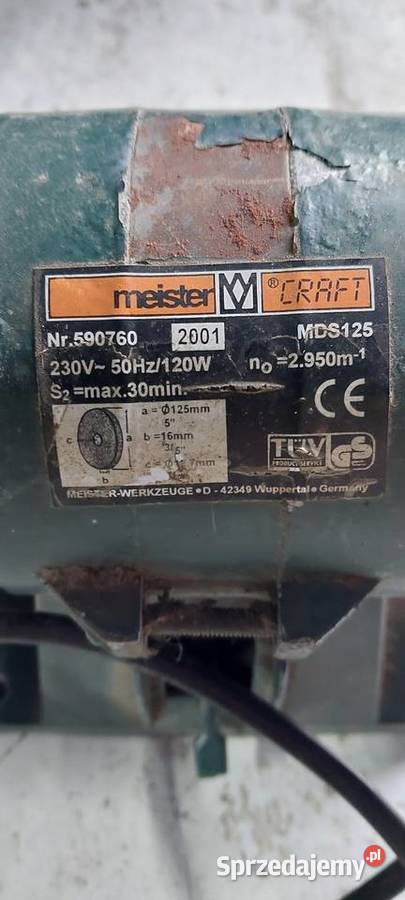 meister ® CRAFT
Nr.590760 2001 MDS125
230V~ 50Hz/120W n₀ =2.950m⁻¹
S₂ =max.30min. CE
a = Ø125mm
5"
b =16mm
c a
b
TÜV
PRODUCT SERVICE
GS
MEISTER-WERKZEUGE • D - 42349 Wuppertal • Germany
Sprzedajemy.pl